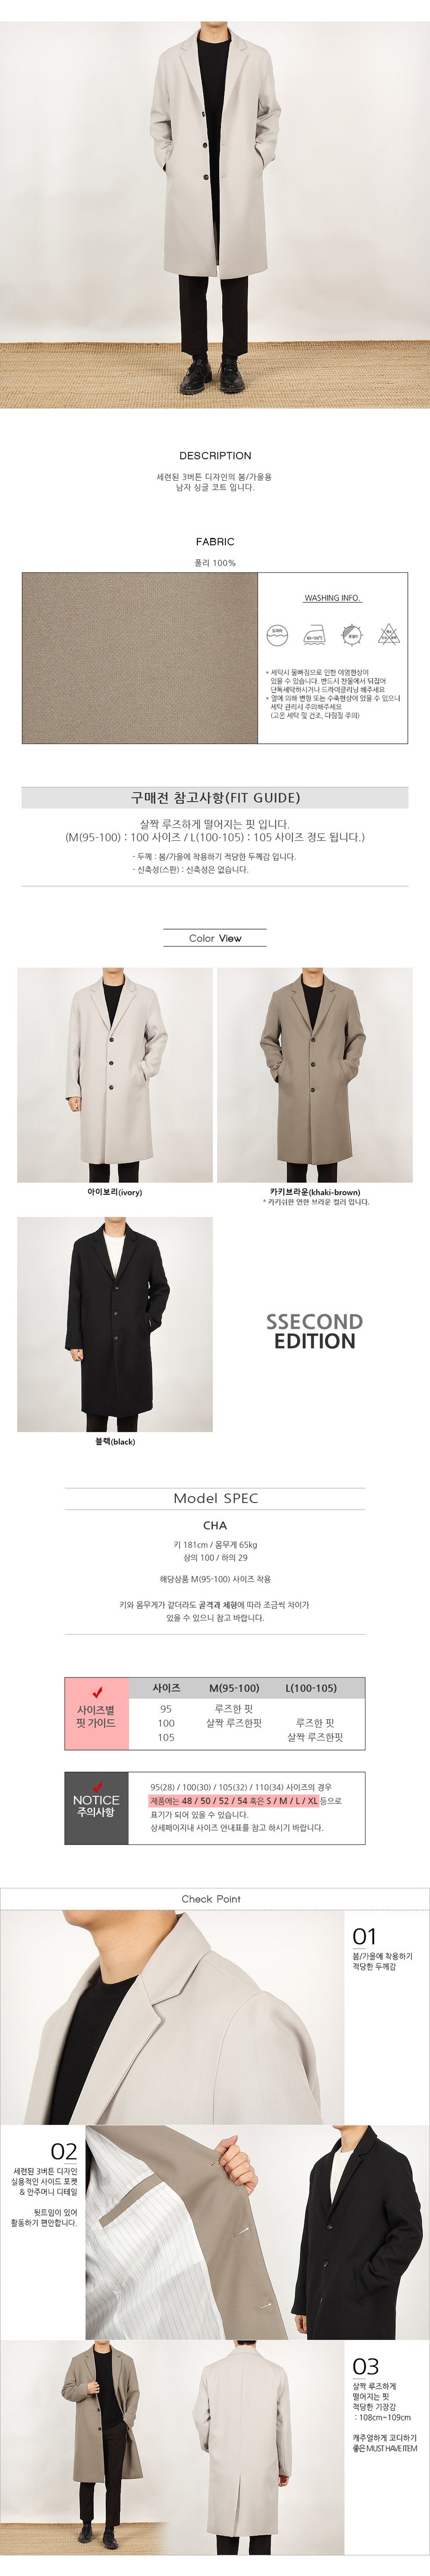 DESCRIPTION
세련된 3버튼 디자인의 봄/가을용
남자 싱글 코트 입니다.
FABRIC
폴리 100%
WASHING INFO.
* 세탁시 물빠짐으로 인한 이염현상이
있을 수 있습니다. 반드시 찬물에서 뒤집어
단독세탁하시거나 드라이클리닝 해주세요
* 열에 의해 변형 또는 수축현상이 있을 수 있으니
세탁 관리시 주의해주세요
(고온 세탁 및 건조, 다림질 주의)
구매전 참고사항(FIT GUIDE)
살짝 루즈하게 떨어지는 핏 입니다.
(M(95-100) : 100 사이즈 / L(100-105) : 105 사이즈 정도 됩니다.)
- 두께 : 봄/가을에 착용하기 적당한 두께감 입니다.
- 신축성(스판) : 신축성은 없습니다.
Color View
아이보리(ivory)
카키브라운(khaki-brown)
* 카키쉬한 연한 브라운 컬러 입니다.
SSECOND
EDITION
블랙(black)
Model SPEC
CHA
키 181cm / 몸무게 65kg
상의 100 / 하의 29
해당상품 M(95-100) 사이즈 착용
키와 몸무게가 같더라도 골격과 체형에 따라 조금씩 차이가
있을 수 있으니 참고 바랍니다.
사이즈별
핏 가이드
사이즈 M(95-100) L(100-105)
95 루즈한 핏
100 살짝 루즈한핏 루즈한 핏
105 살짝 루즈한핏
NOTICE
주의사항
95(28) / 100(30) / 105(32) / 110(34) 사이즈의 경우
제품에는 48 / 50 / 52 / 54 혹은 S / M / L / XL 등으로
표기가 되어 있을 수 있습니다.
상세페이지내 사이즈 안내표를 참고 하시기 바랍니다.
Check Point
01
봄/가을에 착용하기
적당한 두께감
02
세련된 3버튼 디자인
실용적인 사이드 포켓
& 안주머니 디테일
뒷트임이 있어
활동하기 편안합니다.
03
살짝 루즈하게
떨어지는 핏
적당한 기장감
: 108cm~109cm
캐주얼하게 코디하기
좋은 MUST HAVE ITEM